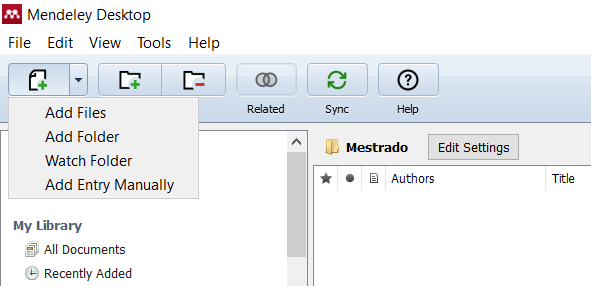 Mendeley Desktop
File Edit View Tools Help
Related Sync Help
Add Files
Add Folder
Watch Folder
Add Entry Manually
Mestrado Edit Settings
Authors Title
My Library
All Documents
Recently Added